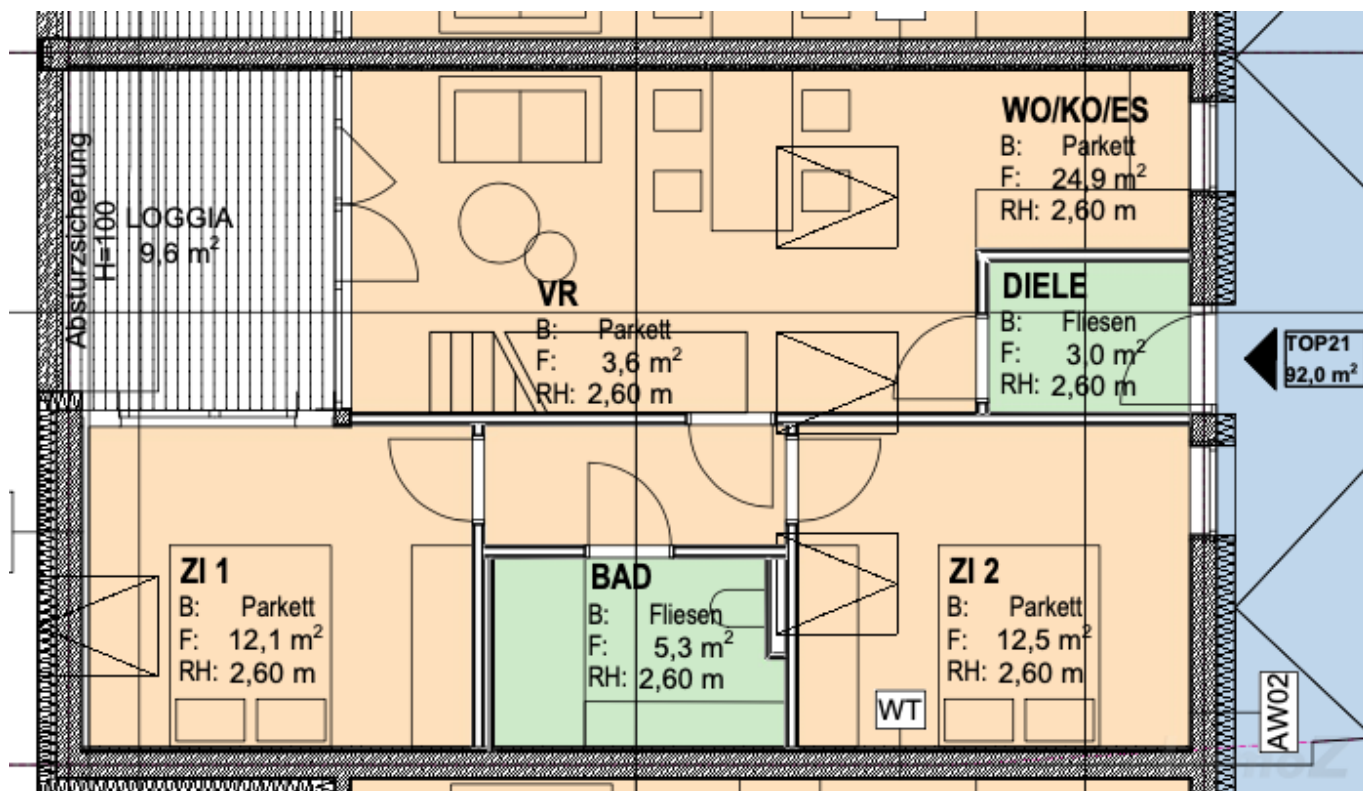 WO/KO/ES
B: Parkett
F: 24,9 m²
RH: 2,60 m
Absturzsicherung
H=100
LOGGIA
9,6 m²
VR
B: Parkett
F: 3,6 m²
RH: 2,60 m
DIELE
B: Fliesen
F: 3,0 m²
RH: 2,60 m
TOP21
92,0 m²
ZI 1
B: Parkett
F: 12,1 m²
RH: 2,60 m
BAD
B: Fliesen
F: 5,3 m²
RH: 2,60 m
ZI 2
B: Parkett
F: 12,5 m²
RH: 2,60 m
WT
AW02